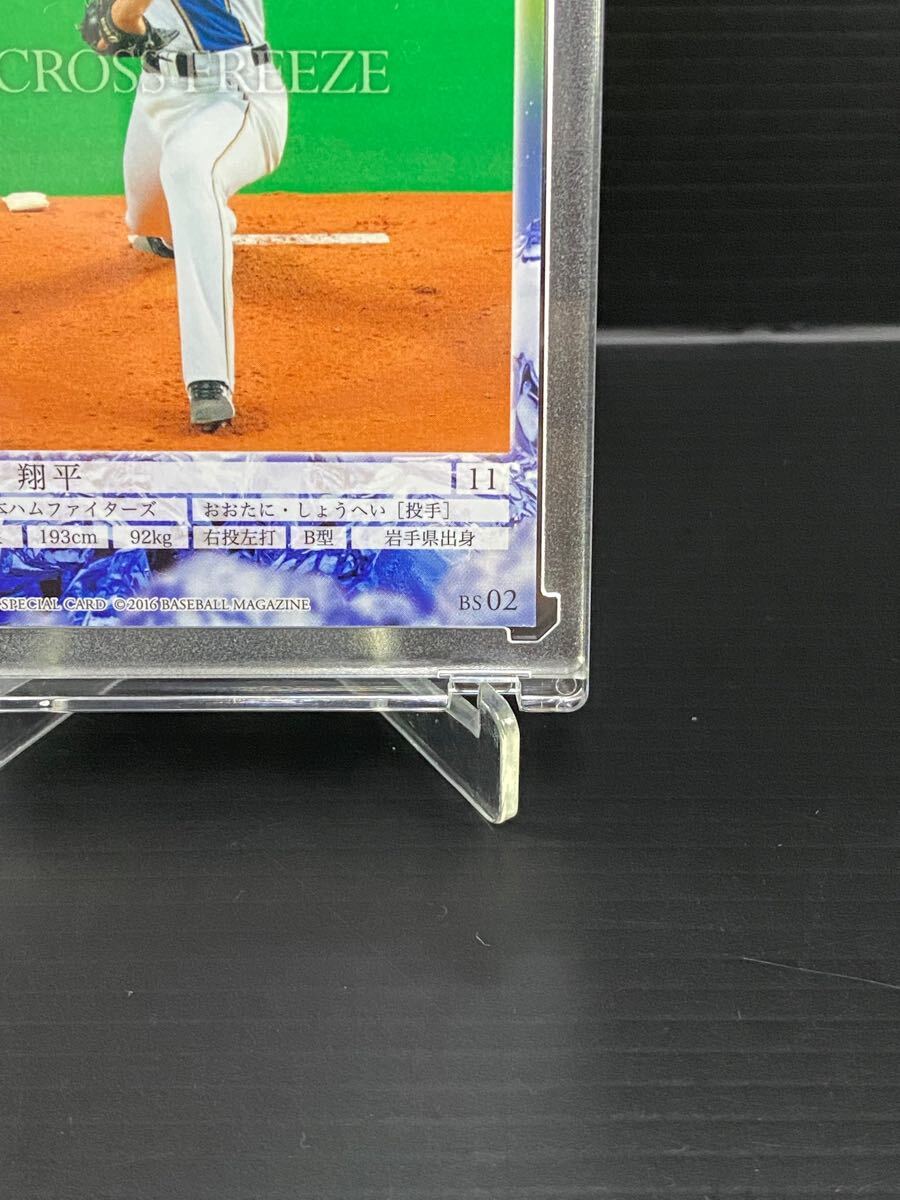 CROSS FREEZE
翔平 11
本ハムファイターズ おおたに・しょうへい［投手］
193cm 92kg 右投左打 B型 岩手県出身
SPECIAL CARD ©2016 BASEBALL MAGAZINE BS02